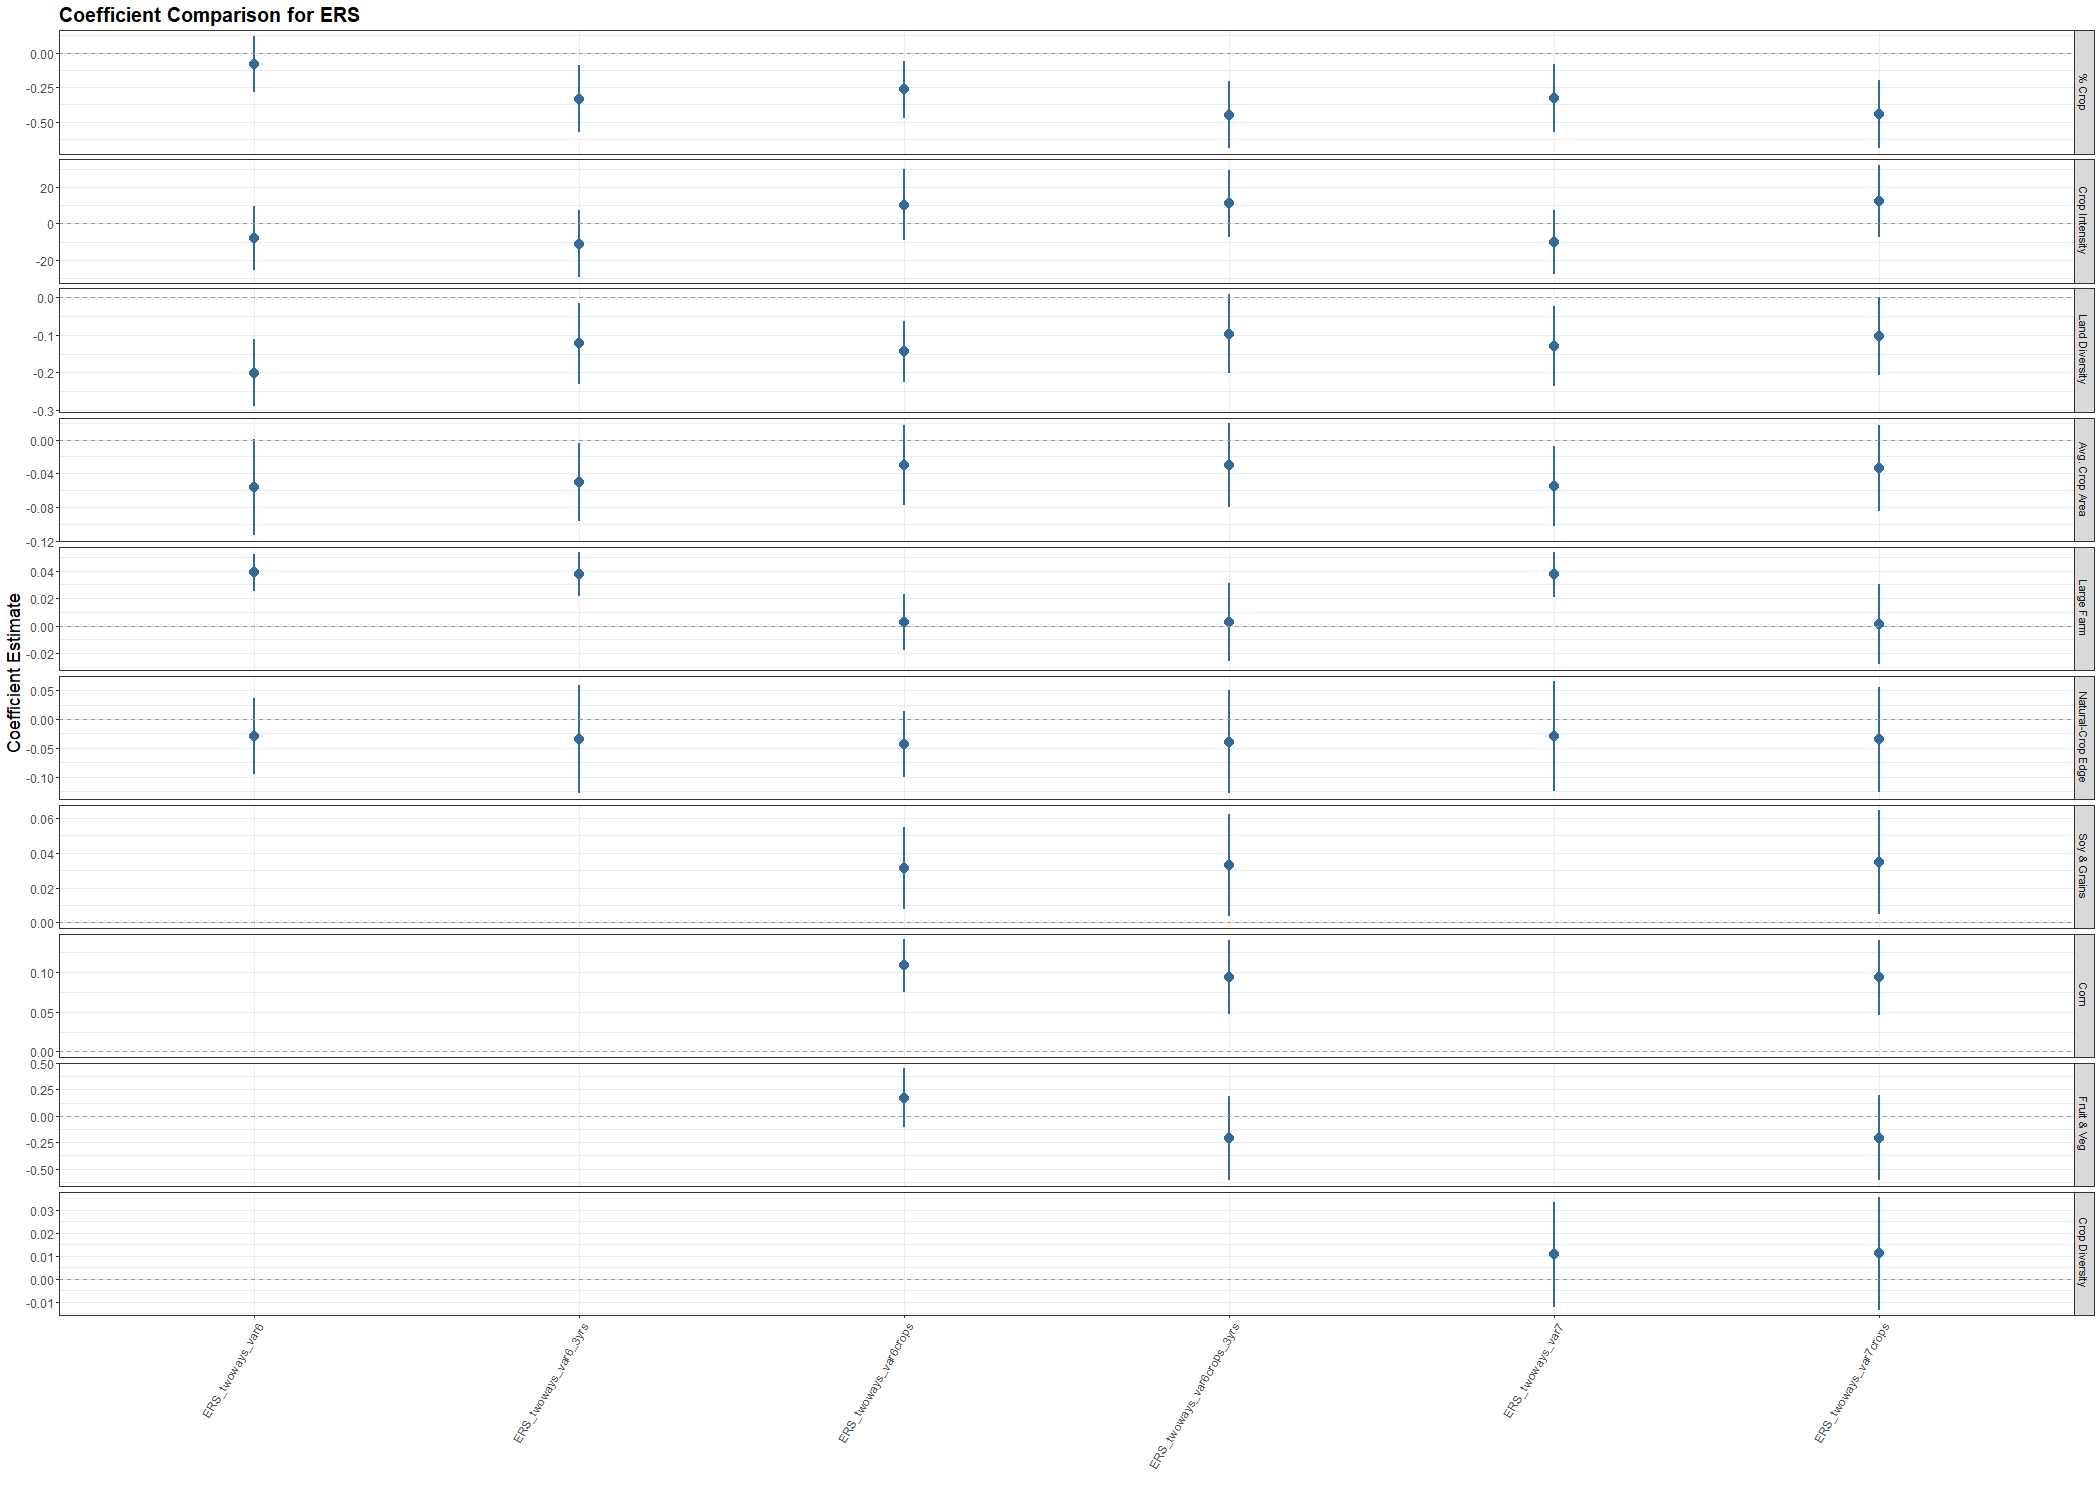 Coefficient Comparison for ERS
Coefficient Estimate
0.00
-0.25
-0.50
% Crop
20
0
-20
Crop Intensity
0.0
-0.1
-0.2
-0.3
Land Diversity
0.00
-0.04
-0.08
-0.12
Avg. Crop Area
0.04
0.02
0.00
-0.02
Large Farm
0.05
0.00
-0.05
-0.10
Natural-Crop Edge
0.06
0.04
0.02
0.00
Soy & Grains
0.10
0.05
0.00
Corn
0.50
0.25
0.00
-0.25
-0.50
Fruit & Veg
0.03
0.02
0.01
0.00
-0.01
Crop Diversity
ERS_twoways_var6
ERS_twoways_var6_3yrs
ERS_twoways_var6crops
ERS_twoways_var6crops_3yrs
ERS_twoways_var7
ERS_twoways_var7crops